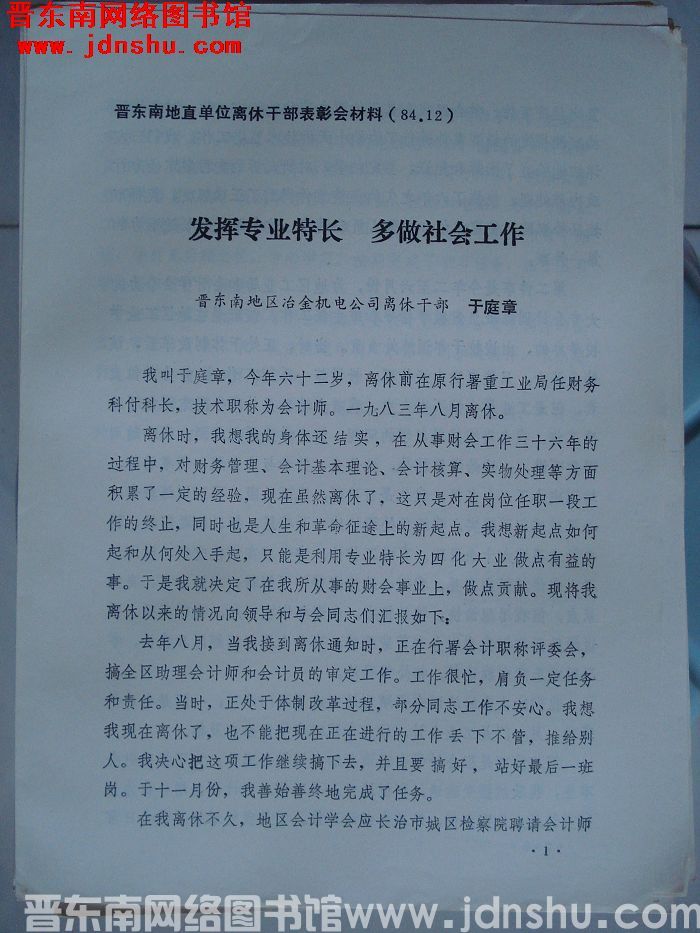 晋东南网络图书馆
www.jdnshu.com
晋东南地直单位离休干部表彰会材料（84.12）
发挥专业特长　多做社会工作
晋东南地区冶金机电公司离休干部　于庭章
我叫于庭章，今年六十二岁，离休前在原行署重工业局任财务
科付科长，技术职称为会计师。一九八三年八月离休。
离休时，我想我的身体还结实，在从事财会工作三十六年的
过程中，对财务管理、会计基本理论、会计核算、实物处理等方面
积累了一定的经验，现在虽然离休了，这只是对在岗位任职一段工
作的终止，同时也是人生和革命征途上的新起点。我想新起点如何
起和从何处入手起，只能是利用专业特长为四化大业做点有益的
事。于是我就决定了在我所从事的财会事业上，做点贡献。现将我
离休以来的情况向领导和与会同志们汇报如下：
去年八月，当我接到离休通知时，正在行署会计职称评委会，
搞全区助理会计师和会计员的审定工作。工作很忙，肩负一定任务
和责任。当时，正处于体制改革过程，部分同志工作不安心。我想
我现在离休了，也不能把现在正在进行的工作丢下不管，推给别
人。我决心把这项工作继续搞下去，并且要搞好，站好最后一班
岗。于十一月份，我善始善终地完成了任务。
在我离休不久，地区会计学会应长治市城区检察院聘请会计师
·1·
晋东南网络图书馆 www.jdnshu.com